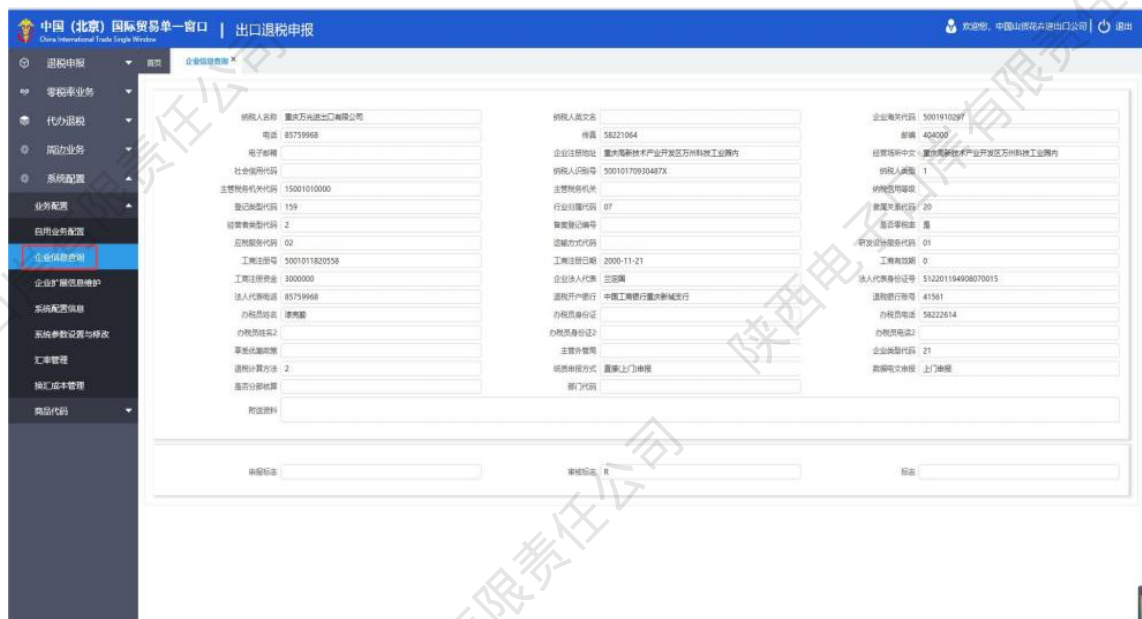 中国（北京）国际贸易单一窗口 | 出口退税申报
China International Trade Single Window
欢迎您, 中国山货花卉进出口公司 | 退出
退税申报 首页 企业信息查询 ×
零税率业务
代办退税
周边业务
系统配置
业务配置
自用业务配置
企业信息查询
企业扩展信息维护
系统配置信息
系统参数设置与修改
汇率管理
换汇成本管理
商品代码
纳税人名称 重庆万光进出口有限公司 纳税人英文名 企业海关代码 5001910297
电话 85759968 传真 58221064 邮编 404000
电子邮箱 企业注册地址 重庆高新技术产业开发区万州科技工业园内 经营场所中文 重庆高新技术产业开发区万州科技工业园内
社会信用代码 纳税人识别号 50010170930487X 纳税人类型 1
主管税务机关代码 15001010000 主管税务机关 纳税信用等级
登记类型代码 159 行业归属代码 07 隶属关系代码 20
经营者类型代码 2 备案登记编号 是否零税率 是
应税服务代码 02 运输方式代码 研发设计服务代码 01
工商注册号 5001011820558 工商注册日期 2000-11-21 工商有效期 0
工商注册资金 3000000 企业法人代表 兰定国 法人代表身份证号 512201194908070015
法人代表电话 85759968 退税开户银行 中国工商银行重庆新城支行 退税银行账号 41561
办税员姓名 办税员身份证 办税员电话 58222614
办税员姓名2 办税员身份证2 办税员电话2
享受优惠政策 主管外管局 企业类型代码 21
退税计算方法 2 纸质申报方式 直接(上门)申报 数据电文申报 上门申报
是否分部核算 部门代码
附送资料
申报标志 审核标志 R 标志
陕西电子口岸有限责任公司